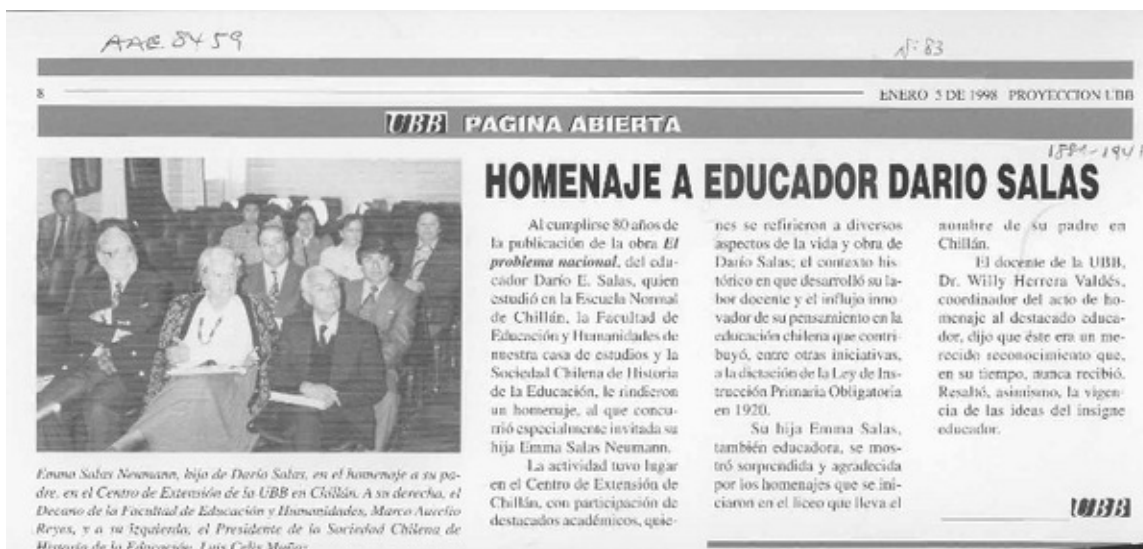 AAE 8459
N: 83
8
ENERO 5 DE 1998 PROYECCION UBB
UBB PAGINA ABIERTA
HOMENAJE A EDUCADOR DARIO SALAS
Al cumplirse 80 años de
la publicación de la obra El
problema nacional, del edu-
cador Darío E. Salas, quien
estudió en la Escuela Normal
de Chillán, la Facultad de
Educación y Humanidades de
nuestra casa de estudios y la
Sociedad Chilena de Historia
de la Educación, le rindieron
un homenaje, al que concu-
rrió especialmente invitada su
hija Emma Salas Neumann.
La actividad tuvo lugar
en el Centro de Extensión de
Chillán, con participación de
destacados académicos, quie-
nes se refirieron a diversos
aspectos de la vida y obra de
Darío Salas; el contexto his-
tórico en que desarrolló su la-
bor docente y el influjo inno-
vador de su pensamiento en la
educación chilena que contri-
buyó, entre otras iniciativas,
a la dictación de la Ley de Ins-
trucción Primaria Obligatoria
en 1920.
Su hija Emma Salas,
también educadora, se mos-
tró sorprendida y agradecida
por los homenajes que se ini-
ciaron en el liceo que lleva el
nombre de su padre en
Chillán.
El docente de la UBB,
Dr. Willy Herrera Valdés,
coordinador del acto de ho-
menaje al destacado educa-
dor, dijo que éste era un me-
recido reconocimiento que,
en su tiempo, nunca recibió.
Resaltó, asimismo, la vigen-
cia de las ideas del insigne
educador.
UBB
Emma Salas Neumann, hija de Darío Salas, en el homenaje a su pa-
dre, en el Centro de Extensión de la UBB en Chillán. A su derecha, el
Decano de la Facultad de Educación y Humanidades, Marco Aurelio
Reyes, y a su izquierda, el Presidente de la Sociedad Chilena de
Historia de la Educación, Luis Celis Muñoz